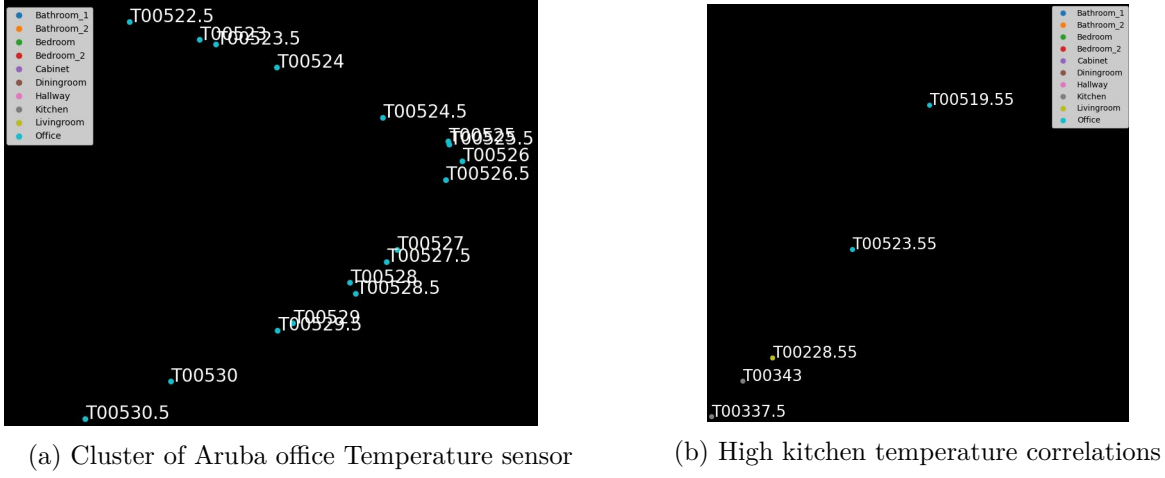 Bathroom_1
Bathroom_2
Bedroom
Bedroom_2
Cabinet
Diningroom
Hallway
Kitchen
Livingroom
Office
T00522.5
T00523
T00523.5
T00524
T00524.5
T00525
T00525.5
T00526
T00526.5
T00527
T00527.5
T00528
T00528.5
T00529
T00529.5
T00530
T00530.5
(a) Cluster of Aruba office Temperature sensor
Bathroom_1
Bathroom_2
Bedroom
Bedroom_2
Cabinet
Diningroom
Hallway
Kitchen
Livingroom
Office
T00519.55
T00523.55
T00228.55
T00343
T00337.5
(b) High kitchen temperature correlations